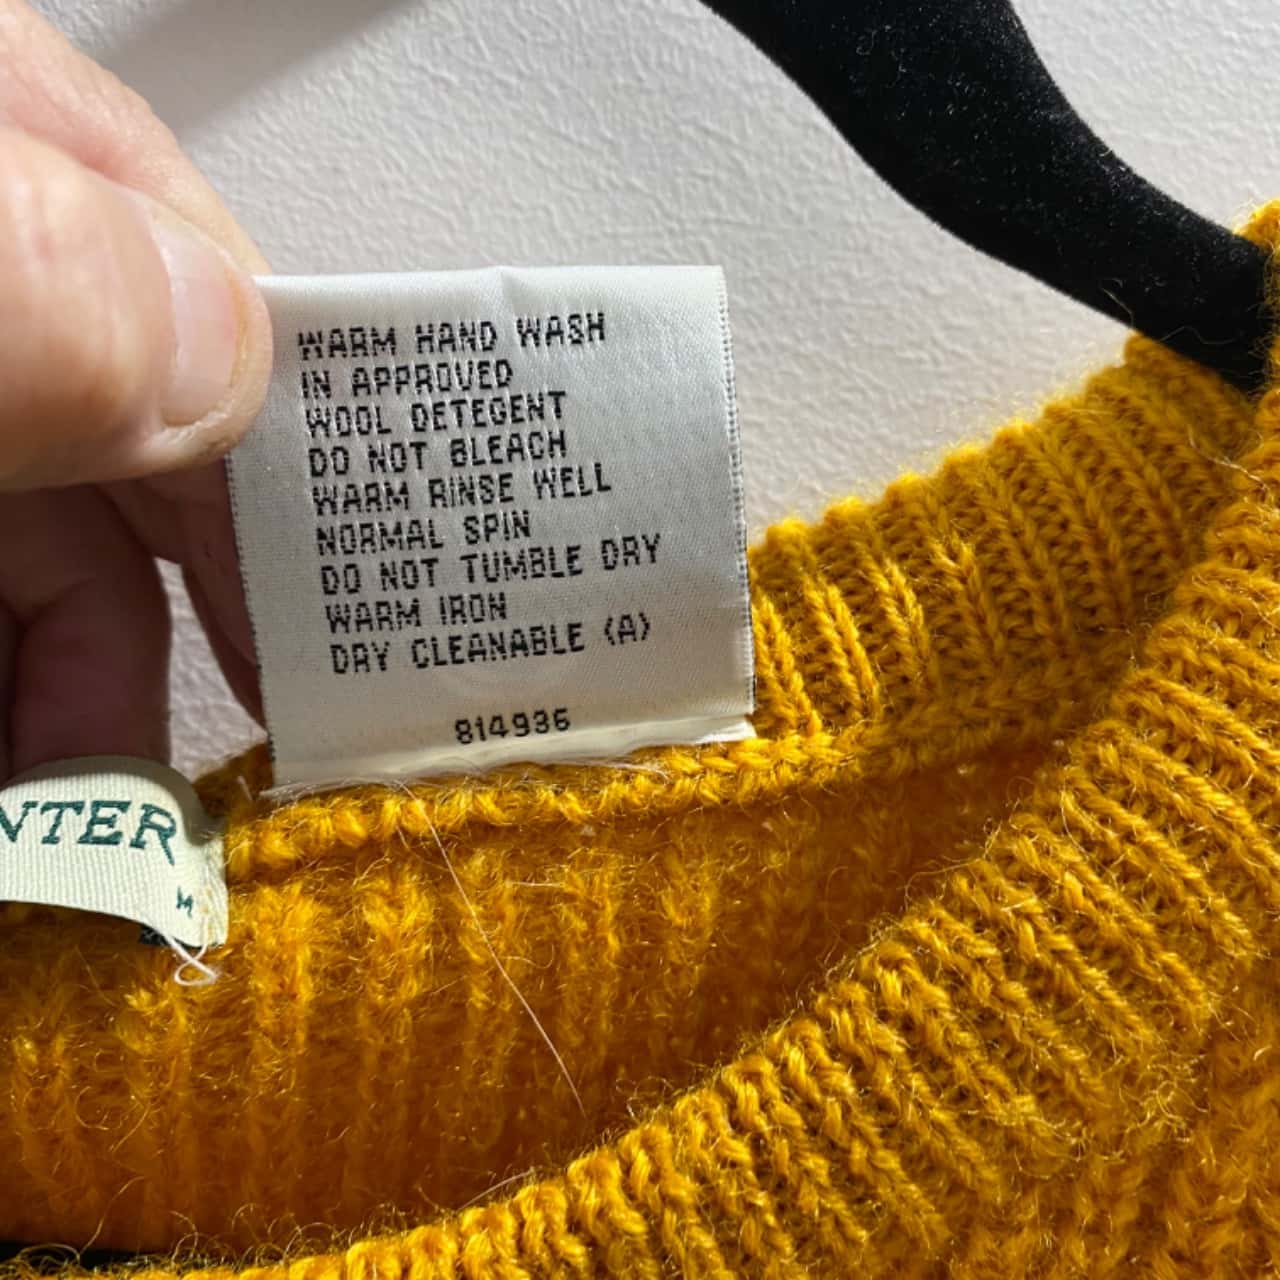 WARM HAND WASH
IN APPROVED
WOOL DETEGENT
DO NOT BLEACH
WARM RINSE WELL
NORMAL SPIN
DO NOT TUMBLE DRY
WARM IRON
DRY CLEANABLE (A)
814936
NTER
M